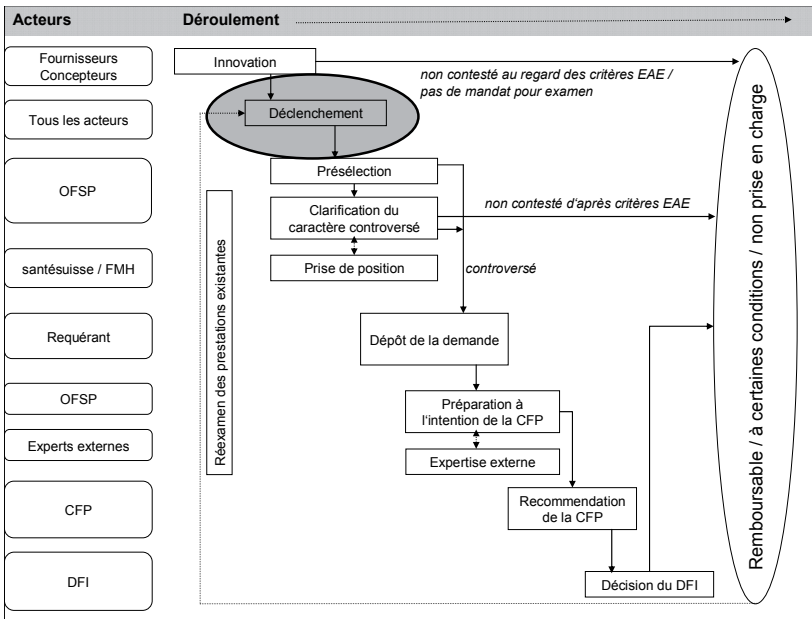 Acteurs Déroulement
Fournisseurs
Concepteurs
Innovation
non contesté au regard des critères EAE /
pas de mandat pour examen
Tous les acteurs
Déclenchement
OFSP
Présélection
Clarification du
caractère controversé
non contesté d'après critères EAE
santésuisse / FMH
Prise de position
controversé
Requérant
Dépôt de la demande
OFSP
Préparation à
l'intention de la CFP
Experts externes
Expertise externe
CFP
Recommendation
de la CFP
DFI
Décision du DFI
Réexamen des prestations existantes
Remboursable / à certaines conditions / non prise en charge